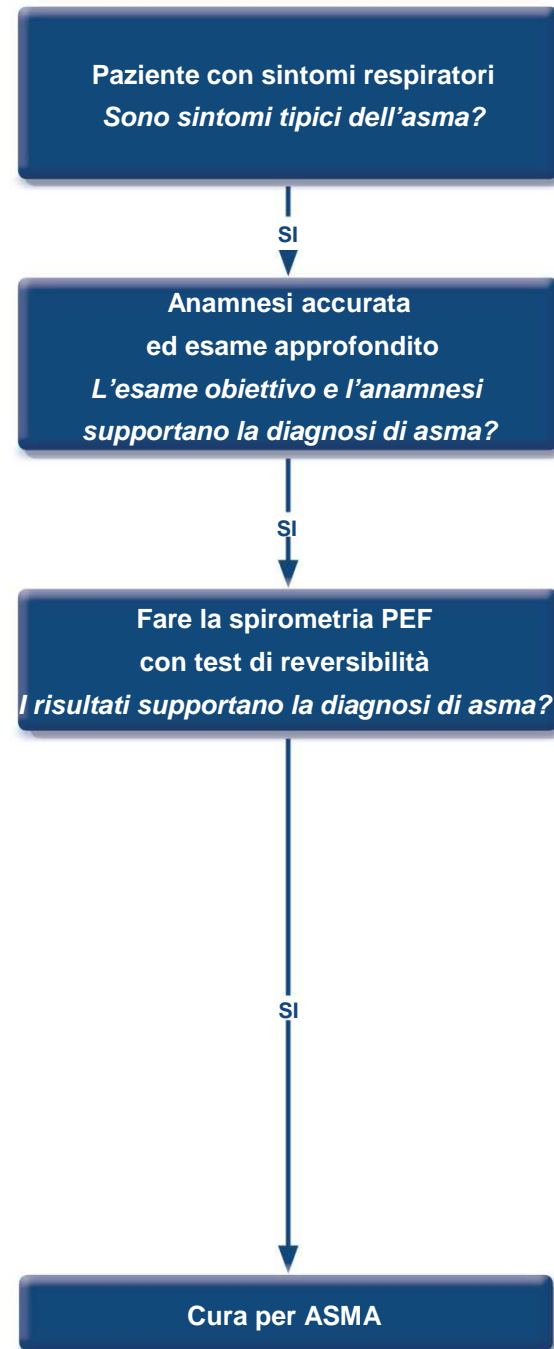 Paziente con sintomi respiratori
Sono sintomi tipici dell'asma?
SI
Anamnesi accurata
ed esame approfondito
L'esame obiettivo e l'anamnesi
supportano la diagnosi di asma?
SI
Fare la spirometria PEF
con test di reversibilità
I risultati supportano la diagnosi di asma?
SI
Cura per ASMA